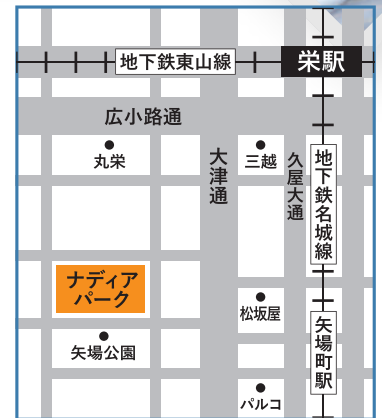 地下鉄東山線
栄駅
広小路通
丸栄
大津通
三越
久屋大通
地下鉄名城線
ナディア
パーク
松坂屋
矢場町駅
矢場公園
パルコ